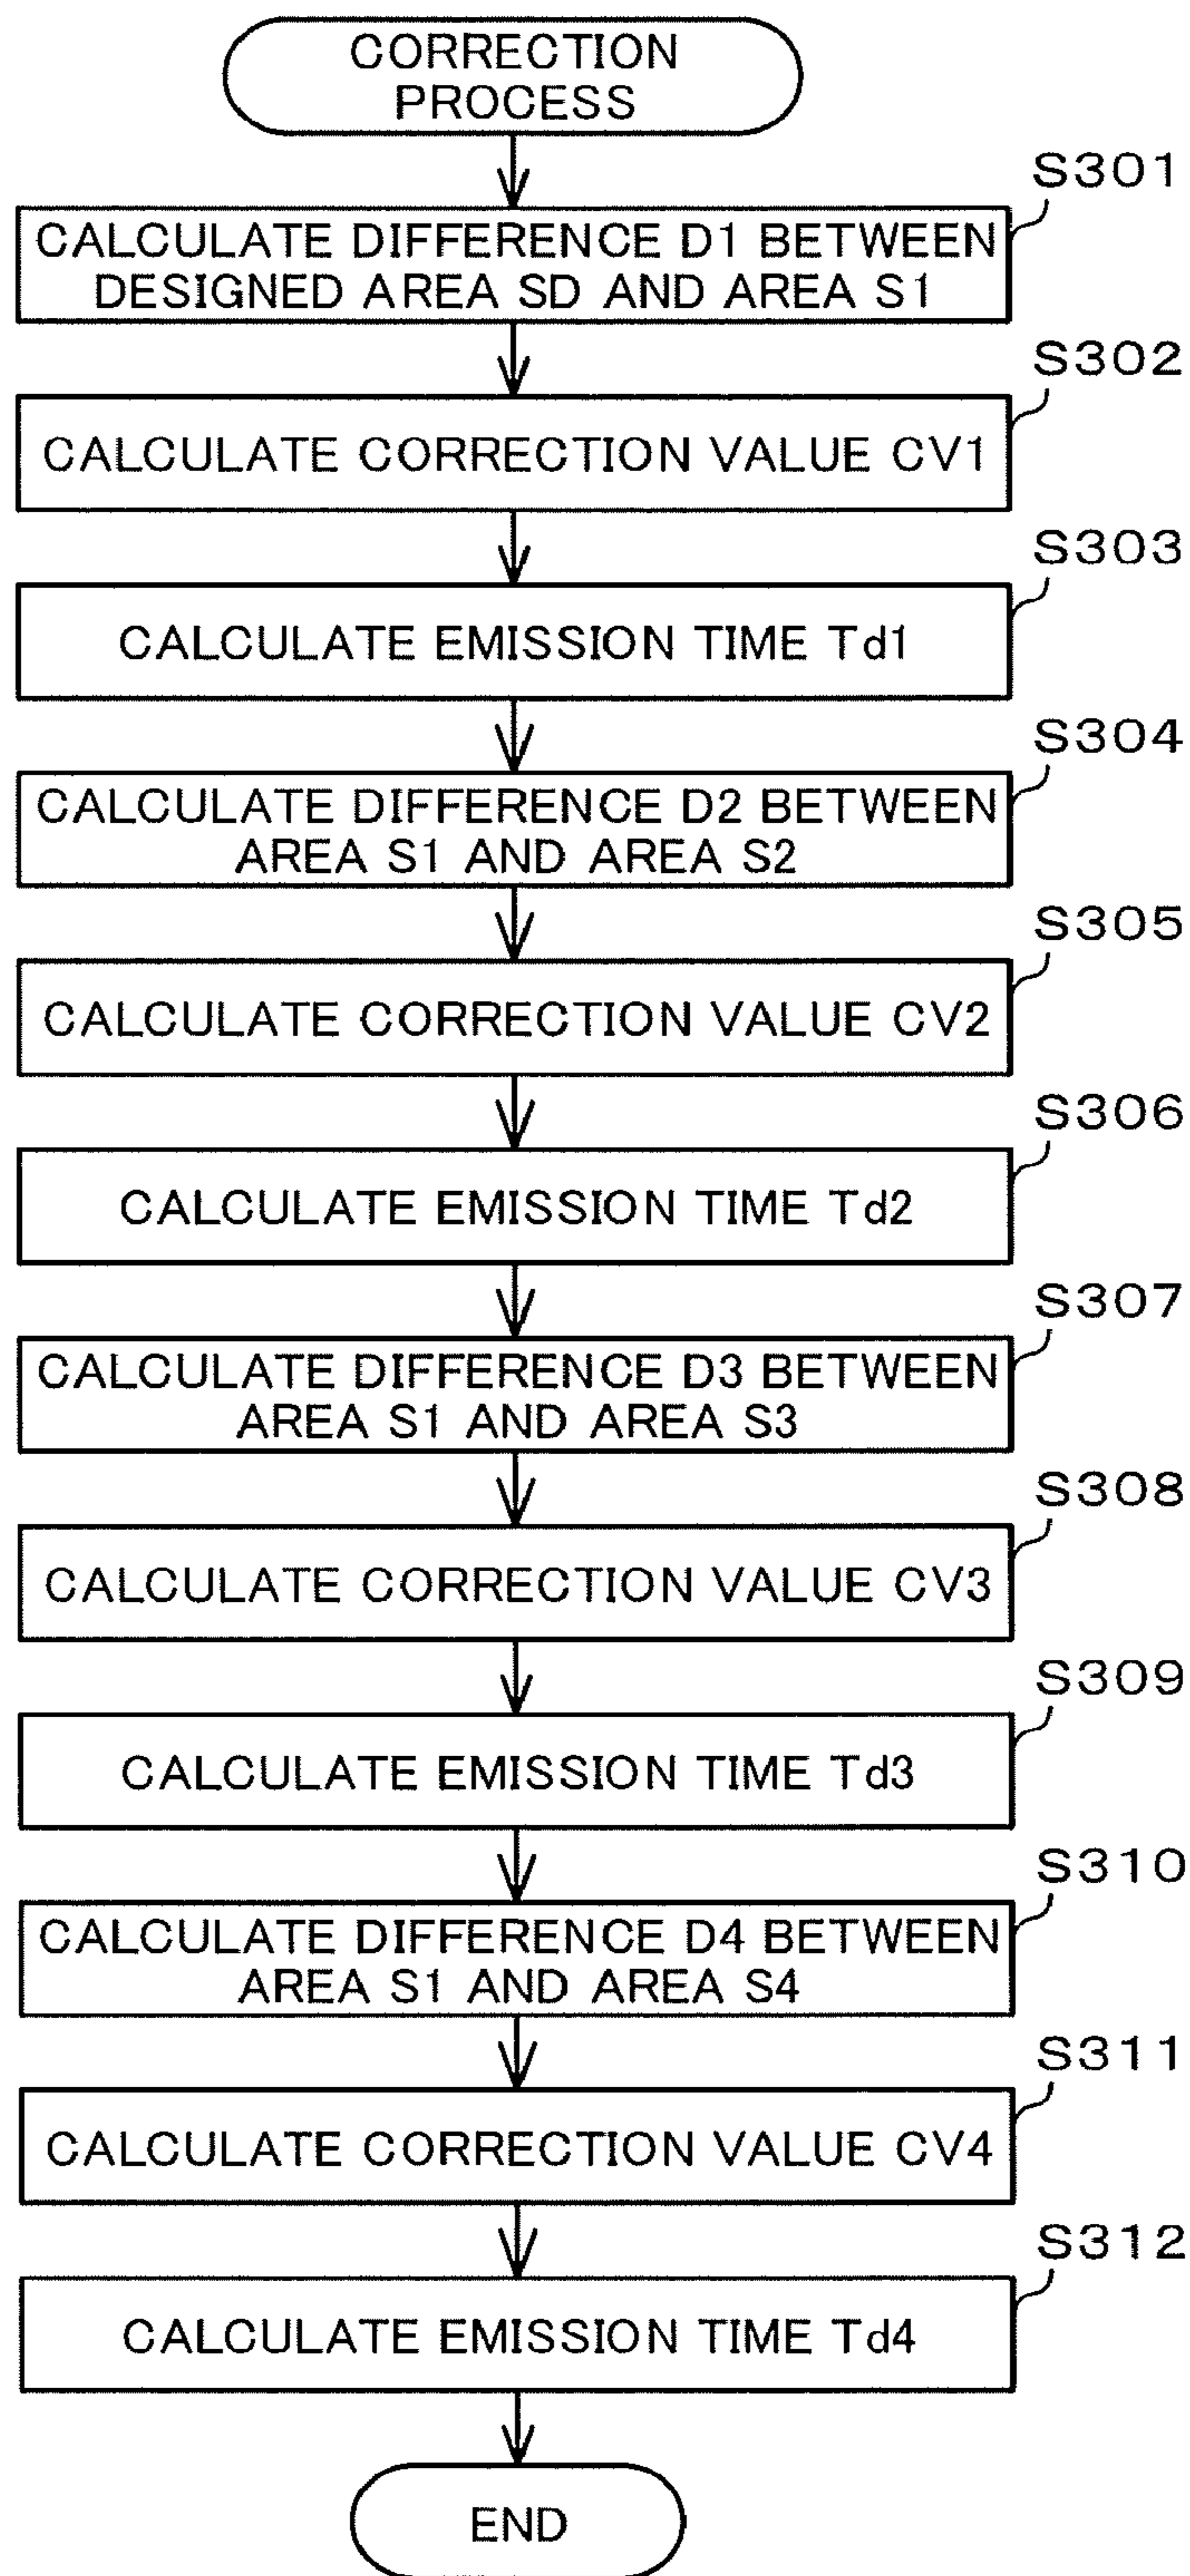 CORRECTION
PROCESS
S301
CALCULATE DIFFERENCE D1 BETWEEN
DESIGNED AREA SD AND AREA S1
S302
CALCULATE CORRECTION VALUE CV1
S303
CALCULATE EMISSION TIME Td1
S304
CALCULATE DIFFERENCE D2 BETWEEN
AREA S1 AND AREA S2
S305
CALCULATE CORRECTION VALUE CV2
S306
CALCULATE EMISSION TIME Td2
S307
CALCULATE DIFFERENCE D3 BETWEEN
AREA S1 AND AREA S3
S308
CALCULATE CORRECTION VALUE CV3
S309
CALCULATE EMISSION TIME Td3
S310
CALCULATE DIFFERENCE D4 BETWEEN
AREA S1 AND AREA S4
S311
CALCULATE CORRECTION VALUE CV4
S312
CALCULATE EMISSION TIME Td4
END